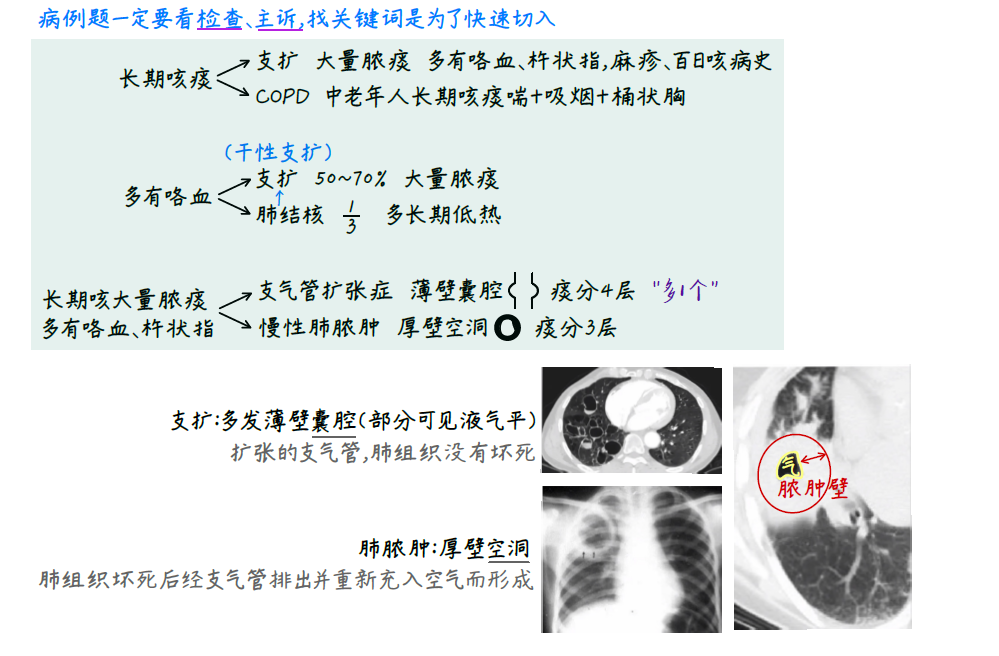 病例题一定要看检查、主诉,找关键词是为了快速切入
长期咳痰
支扩 大量脓痰 多有咯血、杵状指,麻疹、百日咳病史
COPD 中老年人长期咳痰喘+吸烟+桶状胸
(干性支扩)
多有咯血
支扩 50~70% 大量脓痰
↑
肺结核 1/3 多长期低热
长期咳大量脓痰
多有咯血、杵状指
支气管扩张症 薄壁囊腔 痰分4层 "多1个"
慢性肺脓肿 厚壁空洞 痰分3层
支扩:多发薄壁囊腔(部分可见液气平)
扩张的支气管,肺组织没有坏死
气
脓肿壁
肺脓肿:厚壁空洞
肺组织坏死后经支气管排出并重新充入空气而形成